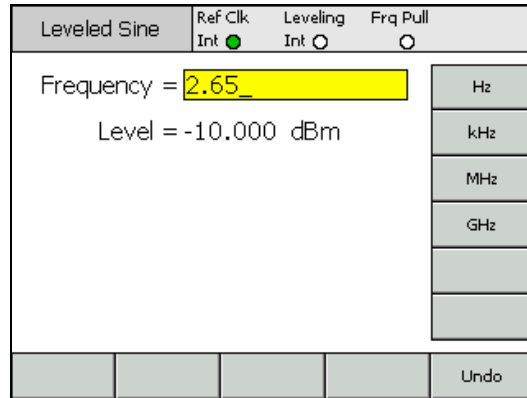 Leveled Sine
Ref Clk Leveling Frq Pull
Int Int
Frequency = 2.65_
Level = -10.000 dBm
Hz
kHz
MHz
GHz
Undo